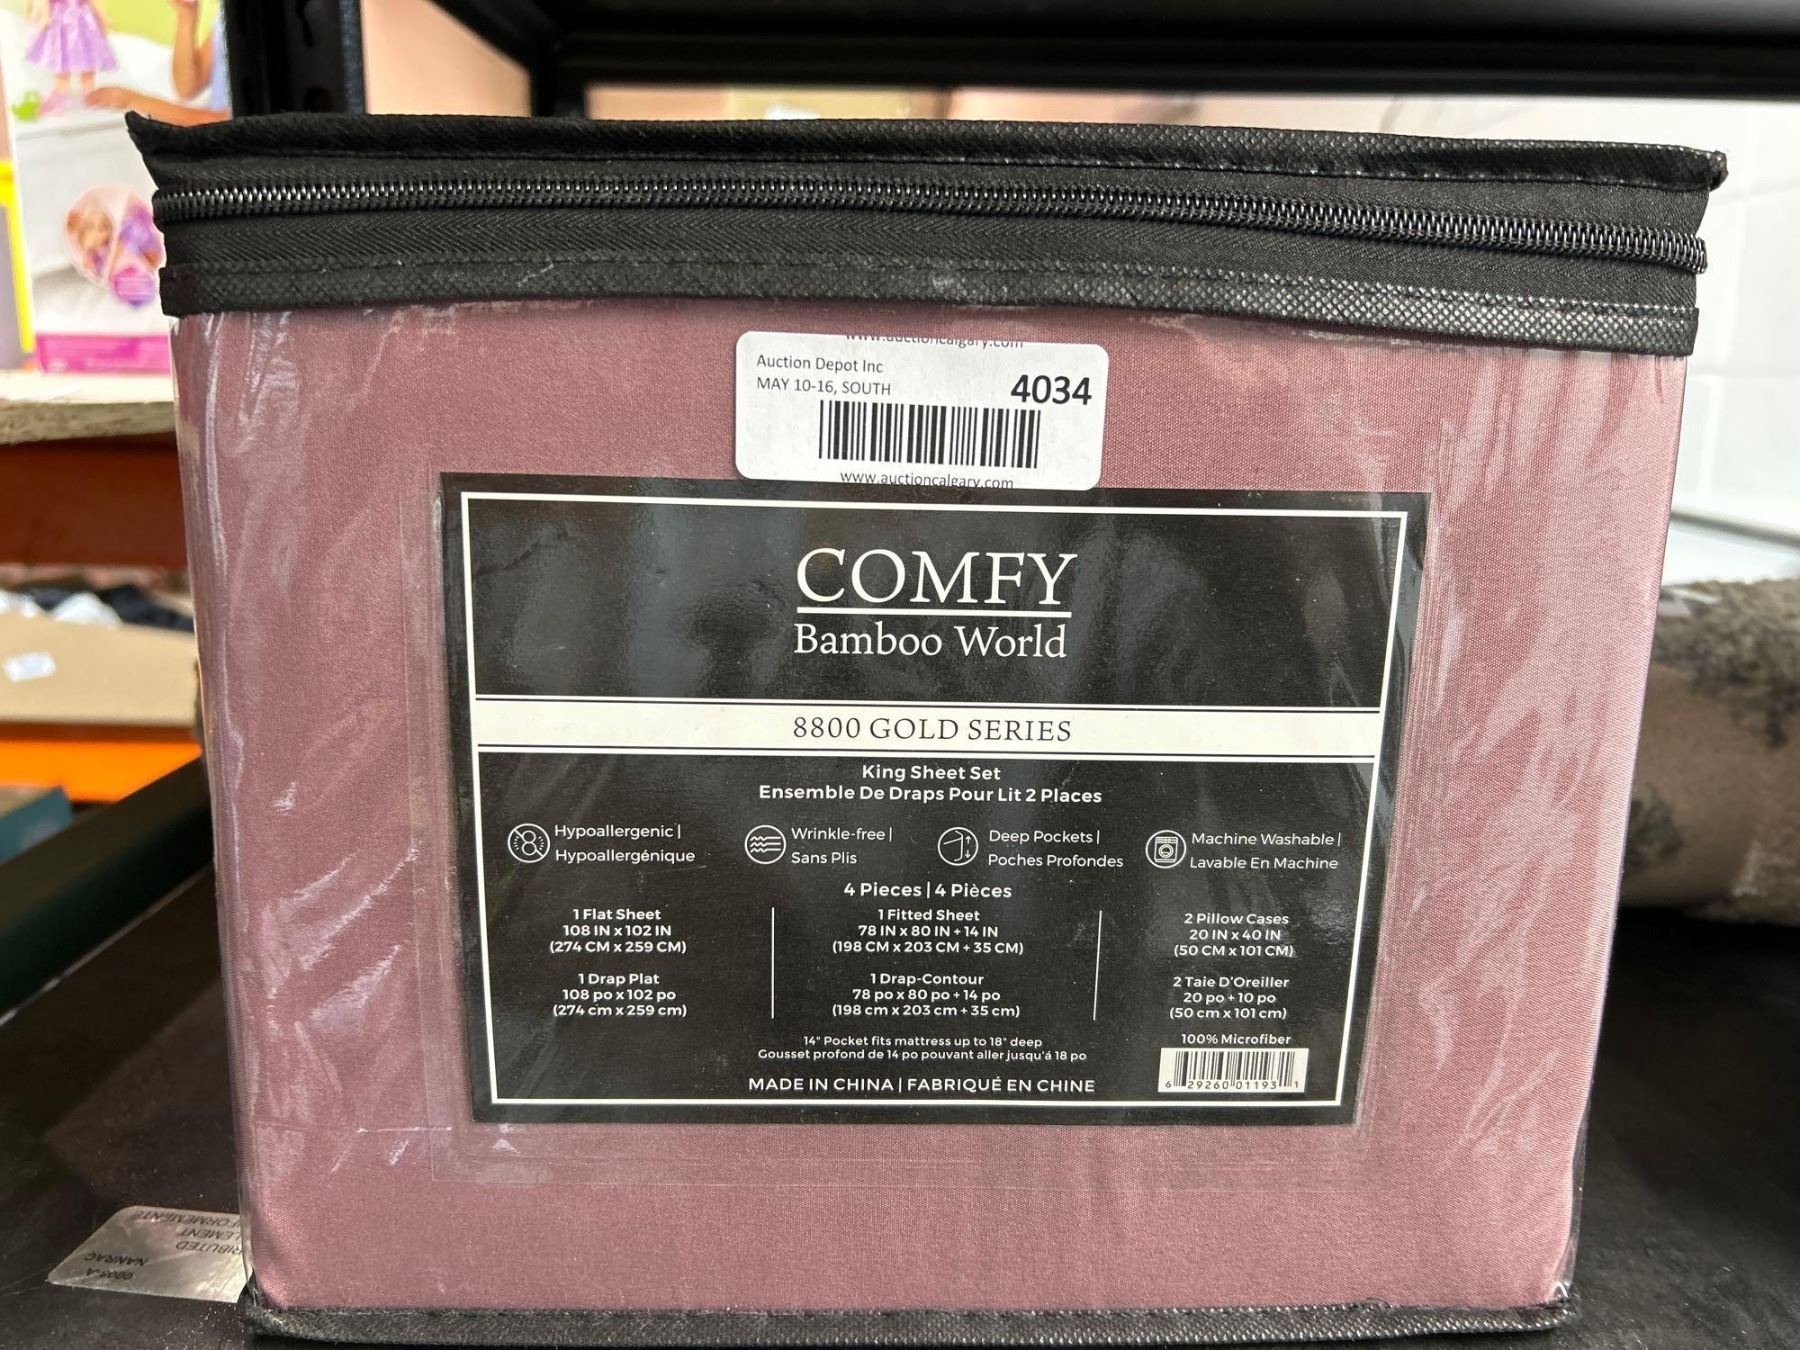 www.auctioncalgary.com
Auction Depot Inc
MAY 10-16, SOUTH
4034
www.auctioncalgary.com
COMFY
Bamboo World
8800 GOLD SERIES
King Sheet Set
Ensemble De Draps Pour Lit 2 Places
Hypoallergenic |
Hypoallergénique
Wrinkle-free |
Sans Plis
Deep Pockets |
Poches Profondes
Machine Washable |
Lavable En Machine
4 Pieces | 4 Pièces
1 Flat Sheet
108 IN x 102 IN
(274 CM x 259 CM)
1 Drap Plat
108 po x 102 po
(274 cm x 259 cm)
1 Fitted Sheet
78 IN x 80 IN + 14 IN
(198 CM x 203 CM + 35 CM)
1 Drap-Contour
78 po x 80 po + 14 po
(198 cm x 203 cm + 35 cm)
2 Pillow Cases
20 IN x 40 IN
(50 CM x 101 CM)
2 Taie D'Oreiller
20 po + 10 po
(50 cm x 101 cm)
14" Pocket fits mattress up to 18" deep
Gousset profond de 14 po pouvant aller jusqu'á 18 po
MADE IN CHINA | FABRIQUÉ EN CHINE
100% Microfiber
6 29260 01193 1